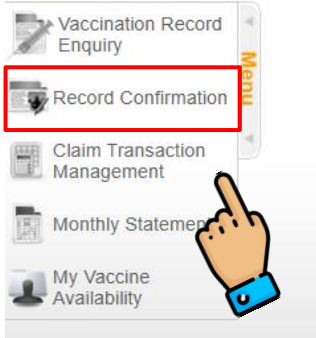 Vaccination Record
Enquiry
Menu
Record Confirmation
Claim Transaction
Management
Monthly Statement
My Vaccine
Availability